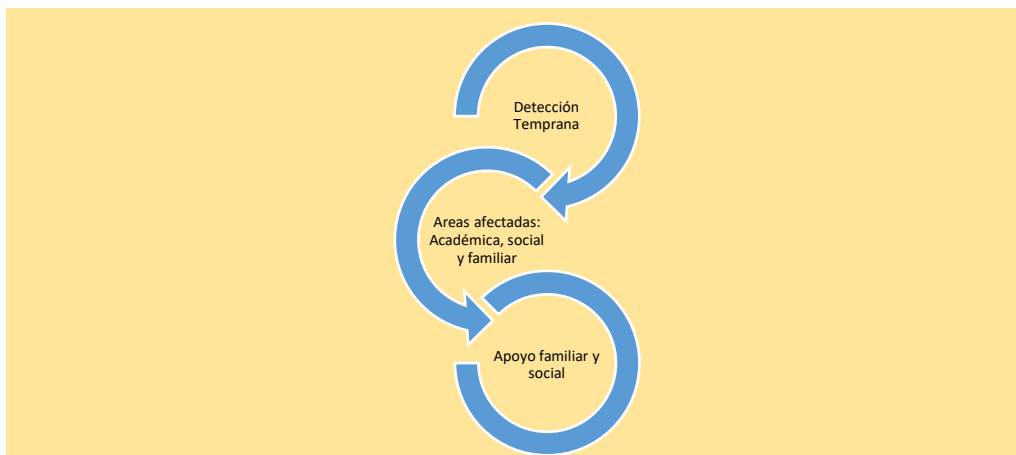 Detección
Temprana
Areas afectadas:
Académica, social
y familiar
Apoyo familiar y
social